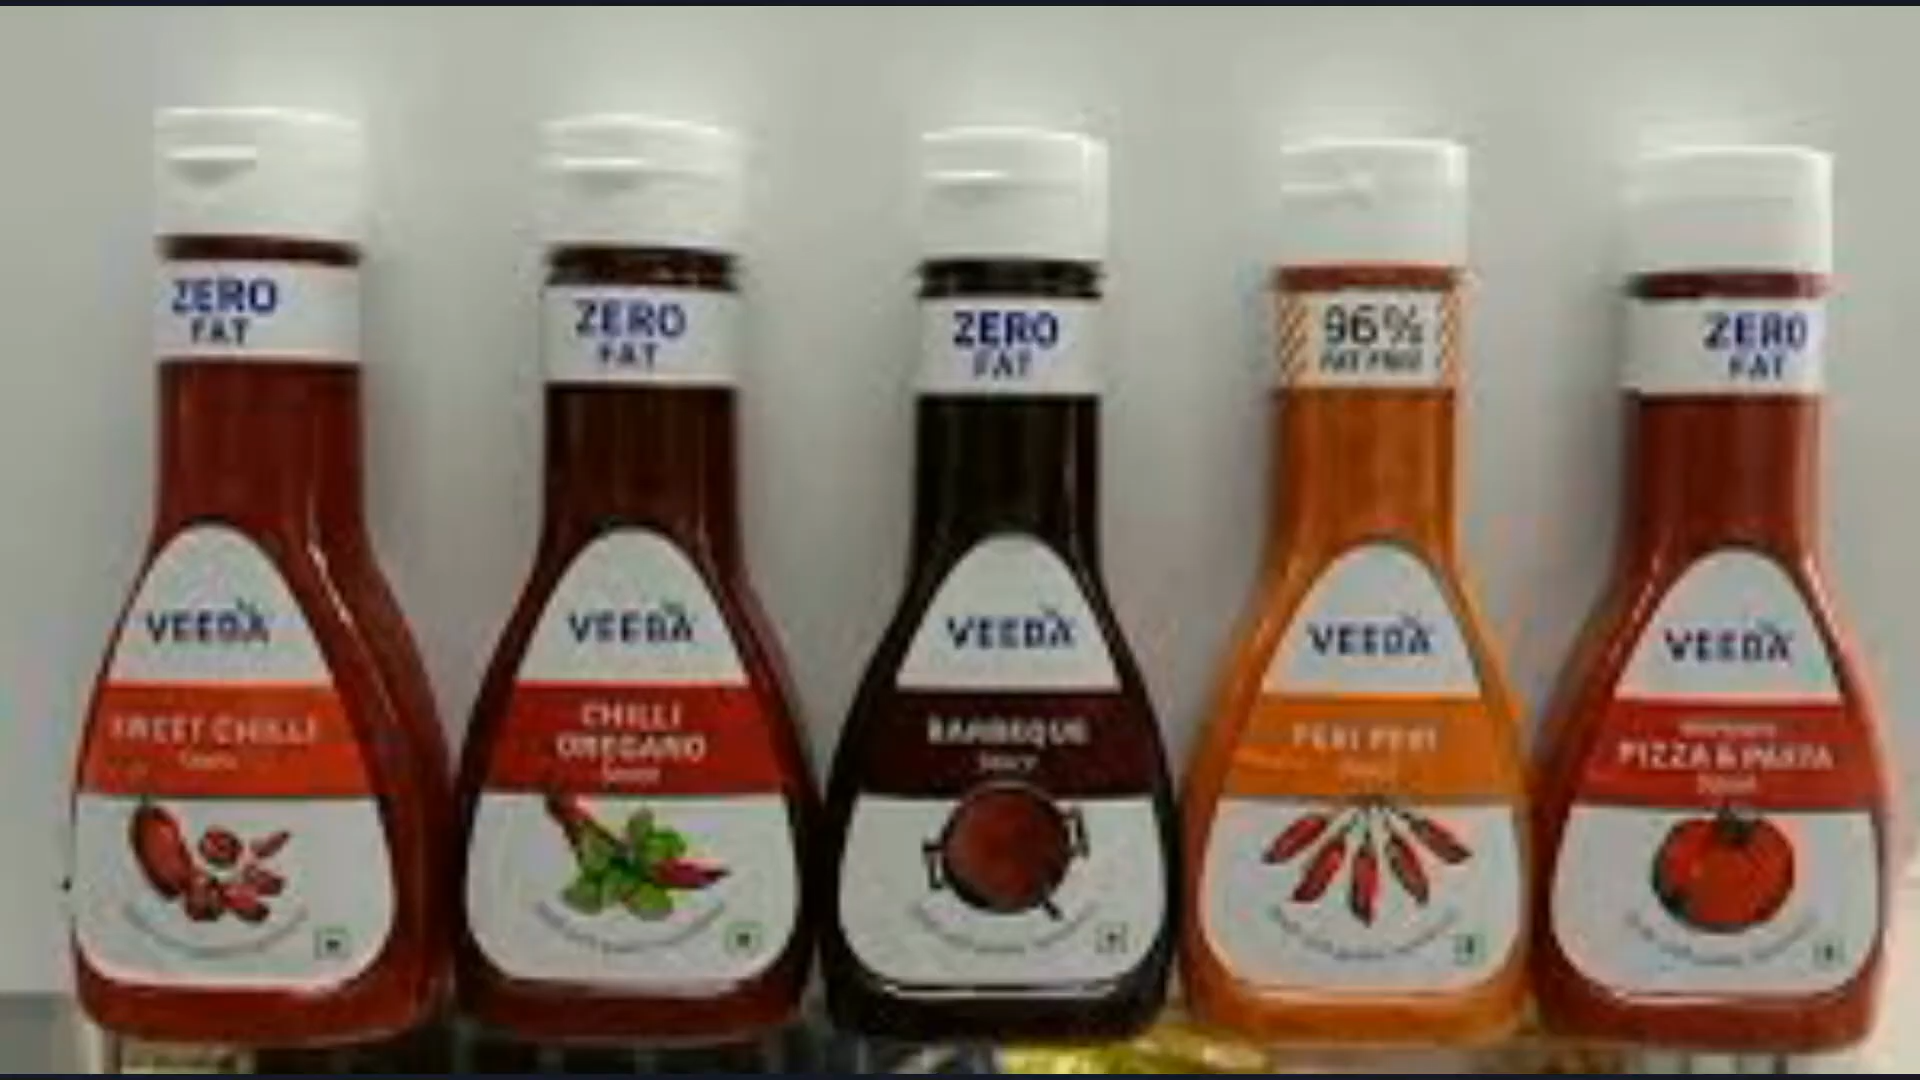 ZERO
FAT
VEEBA
SWEET CHILLI
Sauce
ZERO
FAT
VEEBA
CHILLI
OREGANO
Sauce
ZERO
FAT
VEEBA
BARBEQUE
Sauce
96%
FAT FREE
VEEBA
PERI PERI
Sauce
ZERO
FAT
VEEBA
PIZZA & PASTA
Sauce